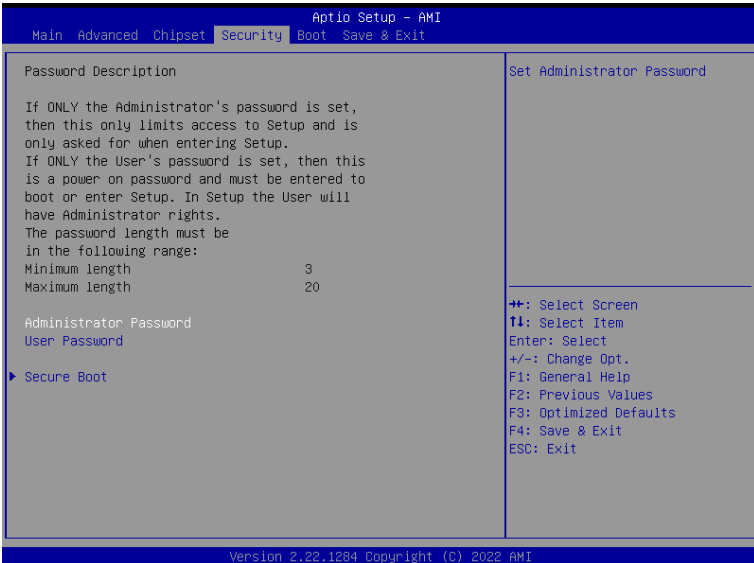 Aptio Setup - AMI
Main Advanced Chipset Security Boot Save & Exit
Password Description
If ONLY the Administrator's password is set,
then this only limits access to Setup and is
only asked for when entering Setup.
If ONLY the User's password is set, then this
is a power on password and must be entered to
boot or enter Setup. In Setup the User will
have Administrator rights.
The password length must be
in the following range:
Minimum length 3
Maximum length 20
Administrator Password
User Password
▶ Secure Boot
Set Administrator Password
→←: Select Screen
↑↓: Select Item
Enter: Select
+/-: Change Opt.
F1: General Help
F2: Previous Values
F3: Optimized Defaults
F4: Save & Exit
ESC: Exit
Version 2.22.1284 Copyright (C) 2022 AMI